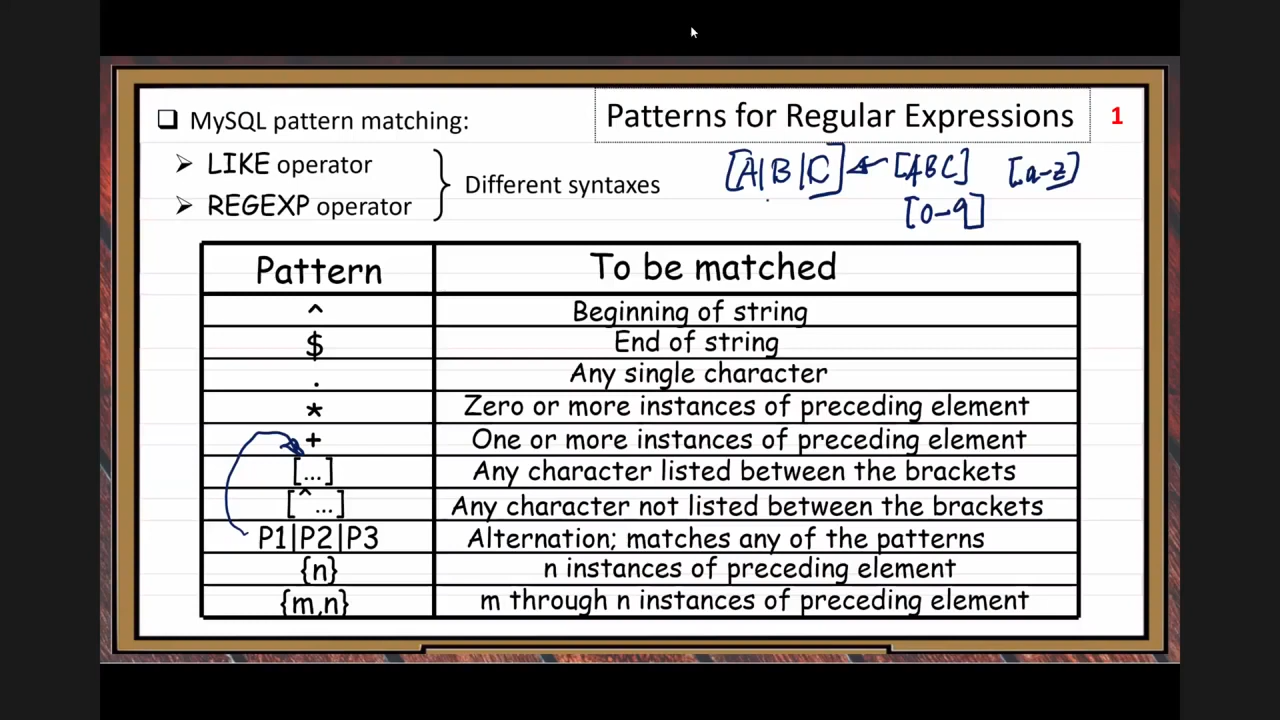 ❑ MySQL pattern matching:
Patterns for Regular Expressions
1
➢ LIKE operator
➢ REGEXP operator
Different syntaxes
[A|B|C] ← [ABC] [a-z]
[0-9]
Pattern To be matched
^ Beginning of string
$ End of string
. Any single character
* Zero or more instances of preceding element
+ One or more instances of preceding element
[...] Any character listed between the brackets
[^...] Any character not listed between the brackets
P1|P2|P3 Alternation; matches any of the patterns
{n} n instances of preceding element
{m,n} m through n instances of preceding element